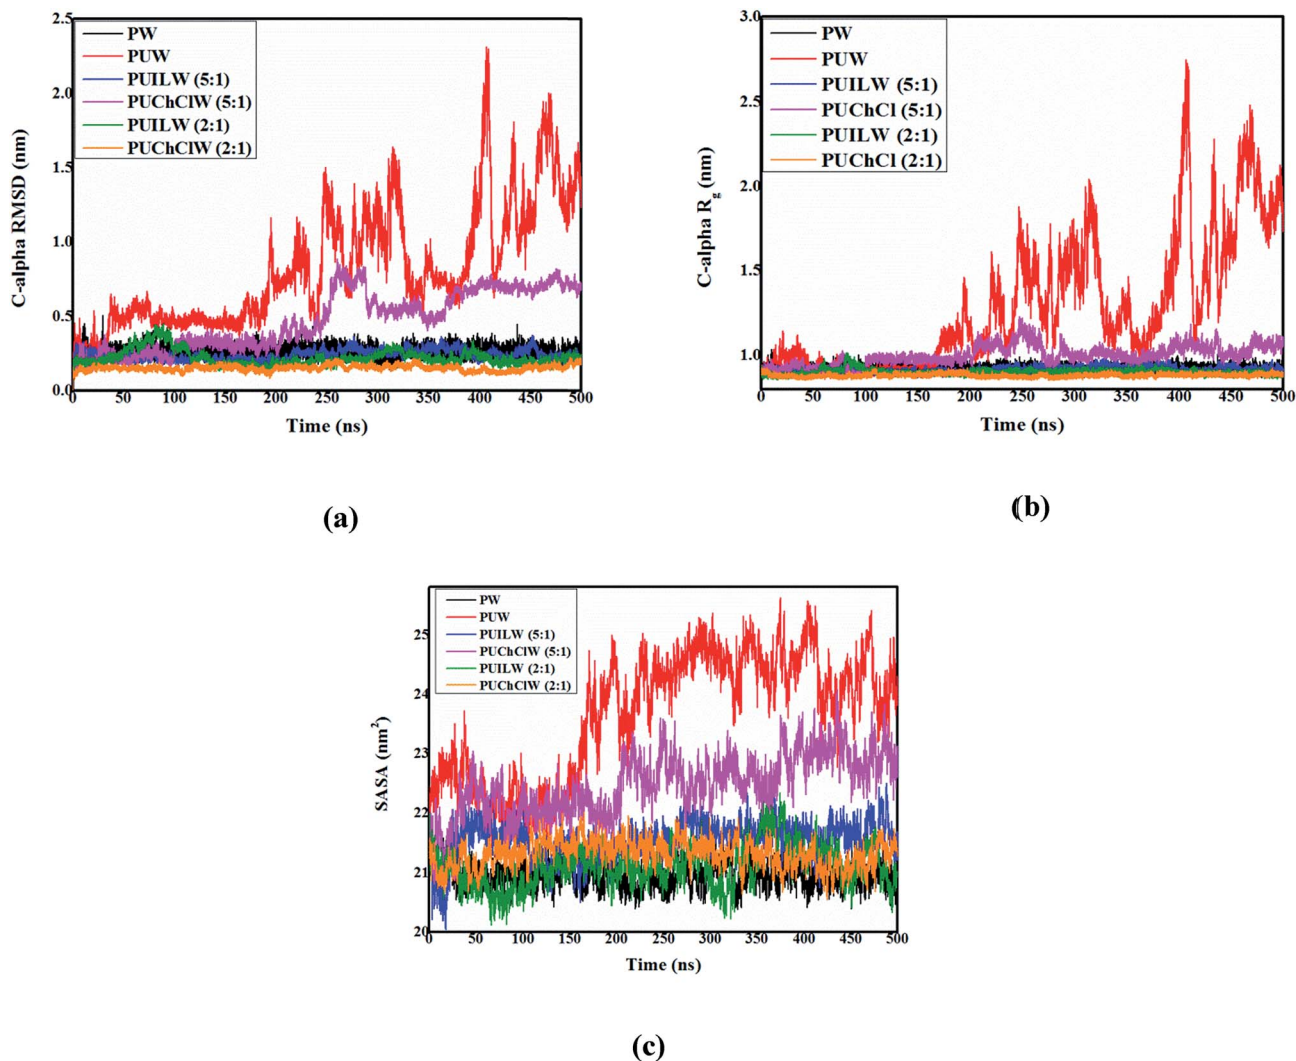 PW
PUW
PUILW (5:1)
PUChClW (5:1)
PUILW (2:1)
PUChClW (2:1)
C-alpha RMSD (nm)
2.5
2.0
1.5
1.0
0.5
0.0
0 50 100 150 200 250 300 350 400 450 500
Time (ns)
(a)
PW
PUW
PUILW (5:1)
PUChCl (5:1)
PUILW (2:1)
PUChCl (2:1)
C-alpha Rg (nm)
3.0
2.5
2.0
1.5
1.0
0 50 100 150 200 250 300 350 400 450 500
Time (ns)
(b)
PW
PUW
PUILW (5:1)
PUChClW (5:1)
PUILW (2:1)
PUChClW (2:1)
SASA (nm²)
25
24
23
22
21
20
0 50 100 150 200 250 300 350 400 450 500
Time (ns)
(c)